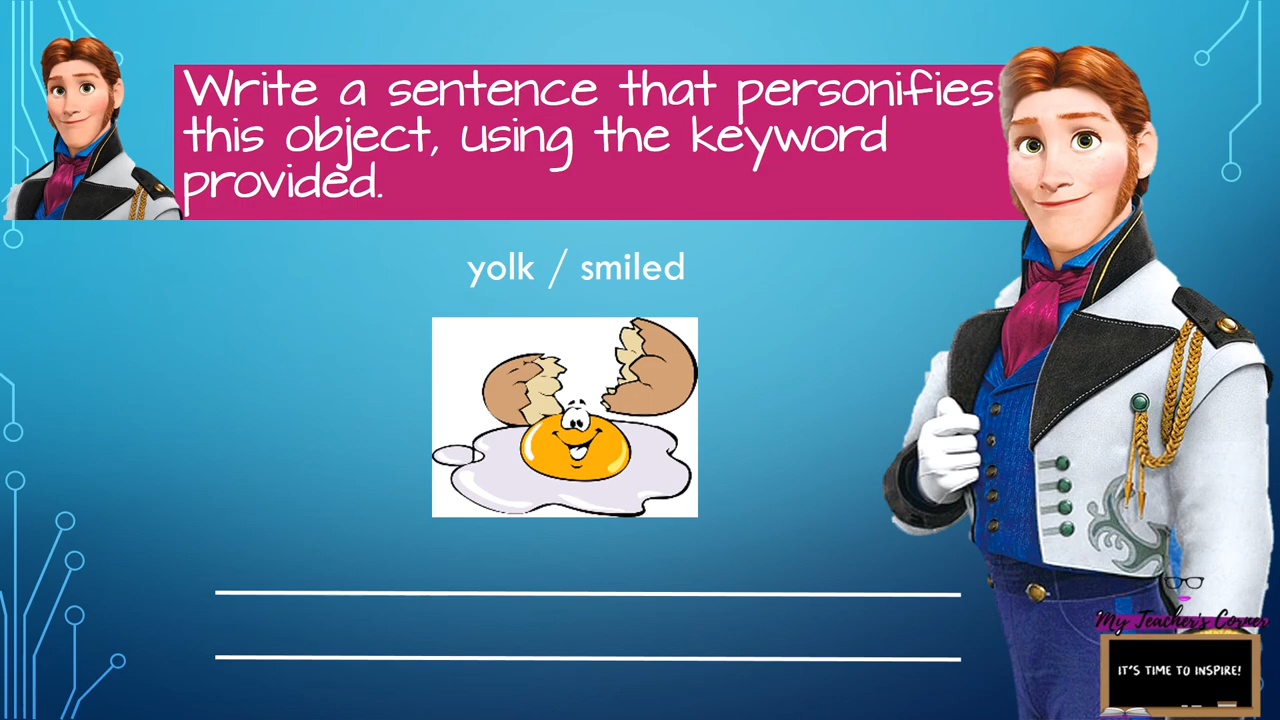 Write a sentence that personifies
this object, using the keyword
provided.
yolk / smiled
My Teacher's Corner
IT'S TIME TO INSPIRE!